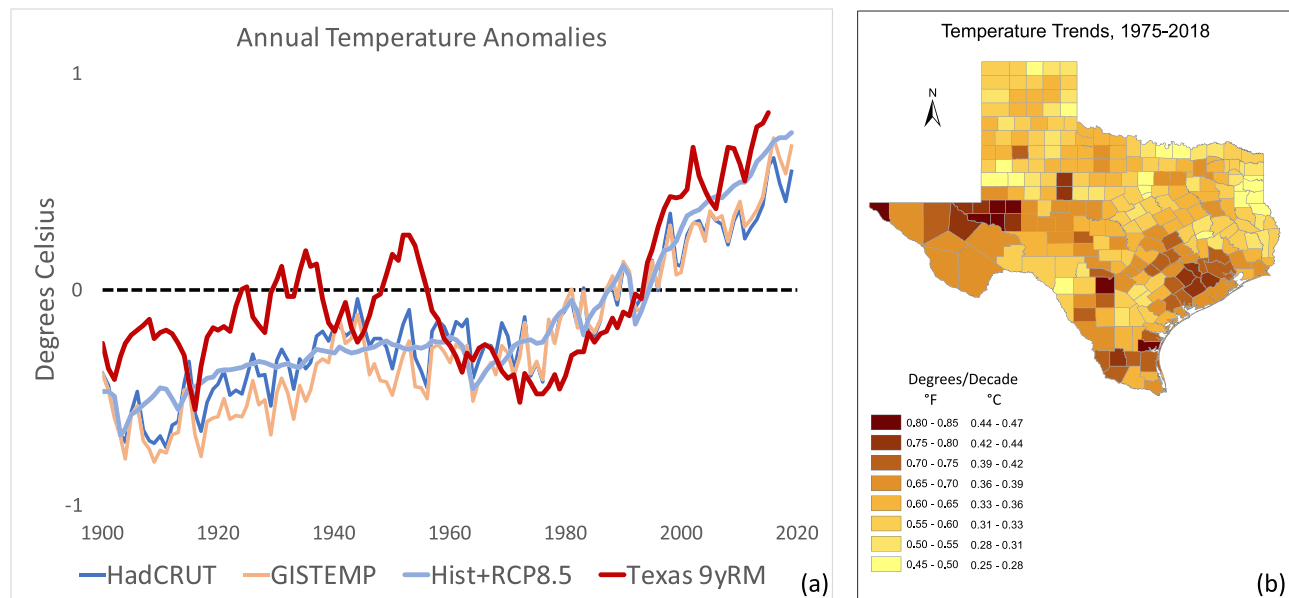 Annual Temperature Anomalies
1
0
-1
Degrees Celsius
1900 1920 1940 1960 1980 2000 2020
HadCRUT GISTEMP Hist+RCP8.5 Texas 9yRM
(a)
Temperature Trends, 1975-2018
N
Degrees/Decade
°F °C
0.80 - 0.85 0.44 - 0.47
0.75 - 0.80 0.42 - 0.44
0.70 - 0.75 0.39 - 0.42
0.65 - 0.70 0.36 - 0.39
0.60 - 0.65 0.33 - 0.36
0.55 - 0.60 0.31 - 0.33
0.50 - 0.55 0.28 - 0.31
0.45 - 0.50 0.25 - 0.28
(b)